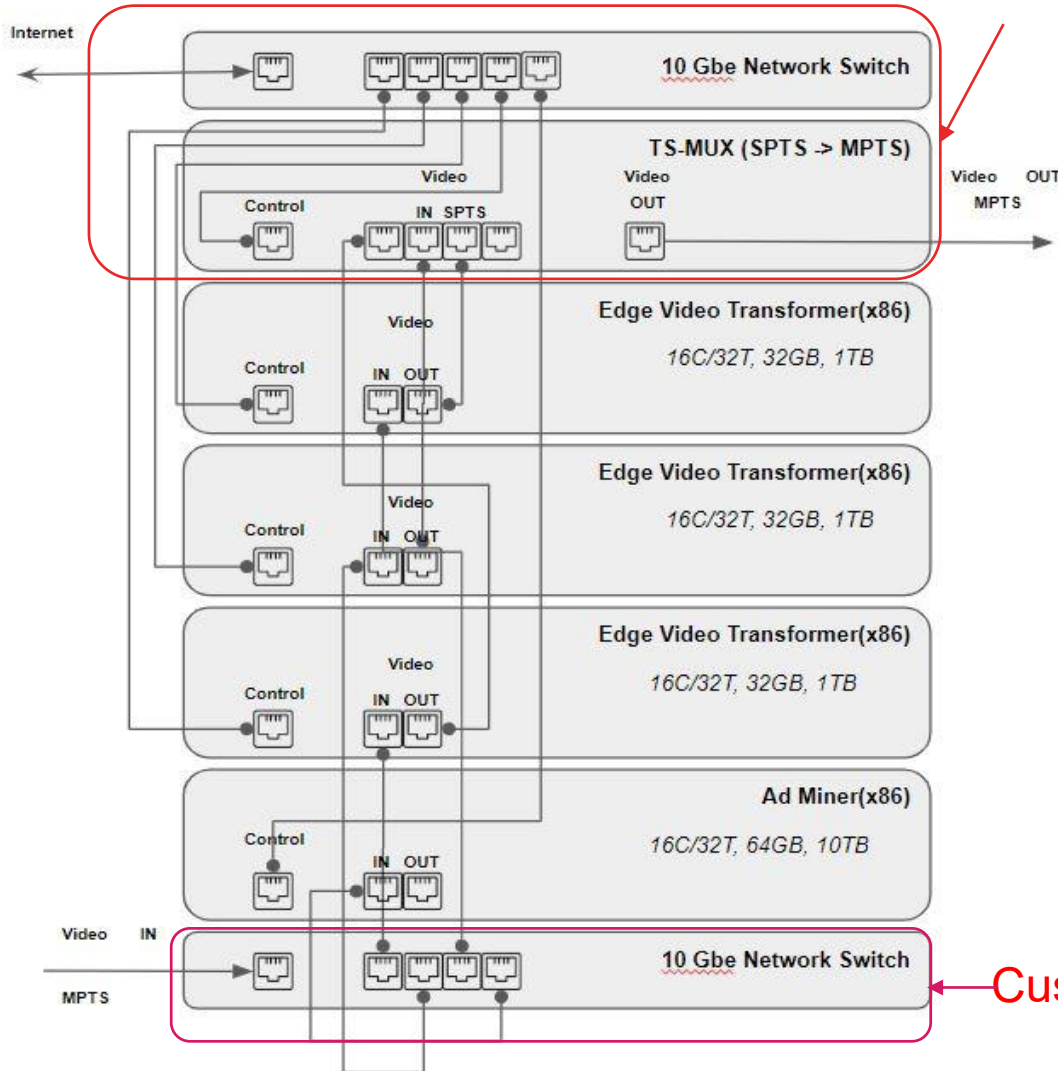 Internet
10 Gbe Network Switch
TS-MUX (SPTS -> MPTS)
Video
Video
Control
IN SPTS
OUT
Video OUT
MPTS
Edge Video Transformer(x86)
16C/32T, 32GB, 1TB
Video
Control
IN OUT
Edge Video Transformer(x86)
16C/32T, 32GB, 1TB
Video
Control
IN OUT
Edge Video Transformer(x86)
16C/32T, 32GB, 1TB
Video
Control
IN OUT
Ad Miner(x86)
16C/32T, 64GB, 10TB
Control
IN OUT
Video IN
MPTS
10 Gbe Network Switch